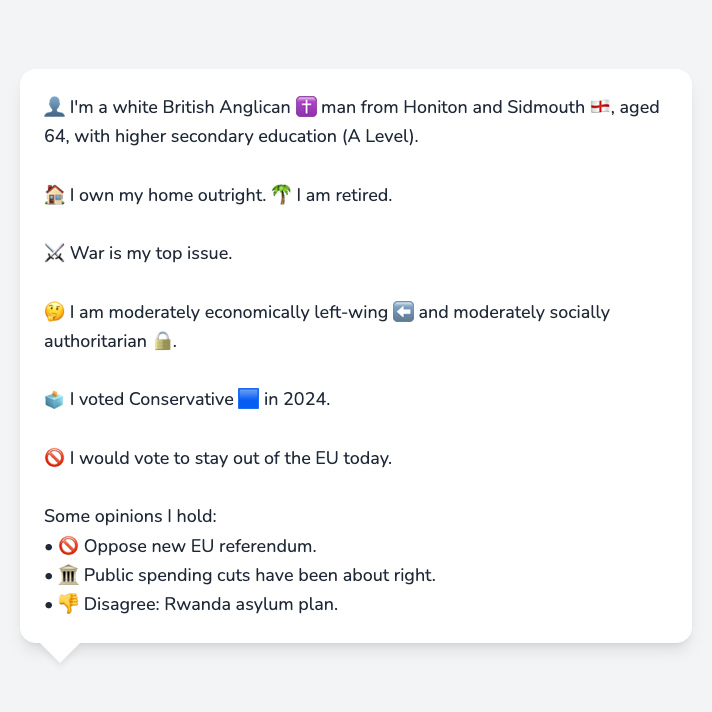 👤 I'm a white British Anglican ✝️ man from Honiton and Sidmouth 🏴󠁧󠁢󠁥󠁮󠁧󠁿, aged
64, with higher secondary education (A Level).
🏠 I own my home outright. 🌴 I am retired.
⚔️ War is my top issue.
🤔 I am moderately economically left-wing ⬅️ and moderately socially
authoritarian 🔒.
🗳️ I voted Conservative 🟦 in 2024.
🚫 I would vote to stay out of the EU today.
Some opinions I hold:
• 🚫 Oppose new EU referendum.
• 🏛️ Public spending cuts have been about right.
• 👎 Disagree: Rwanda asylum plan.